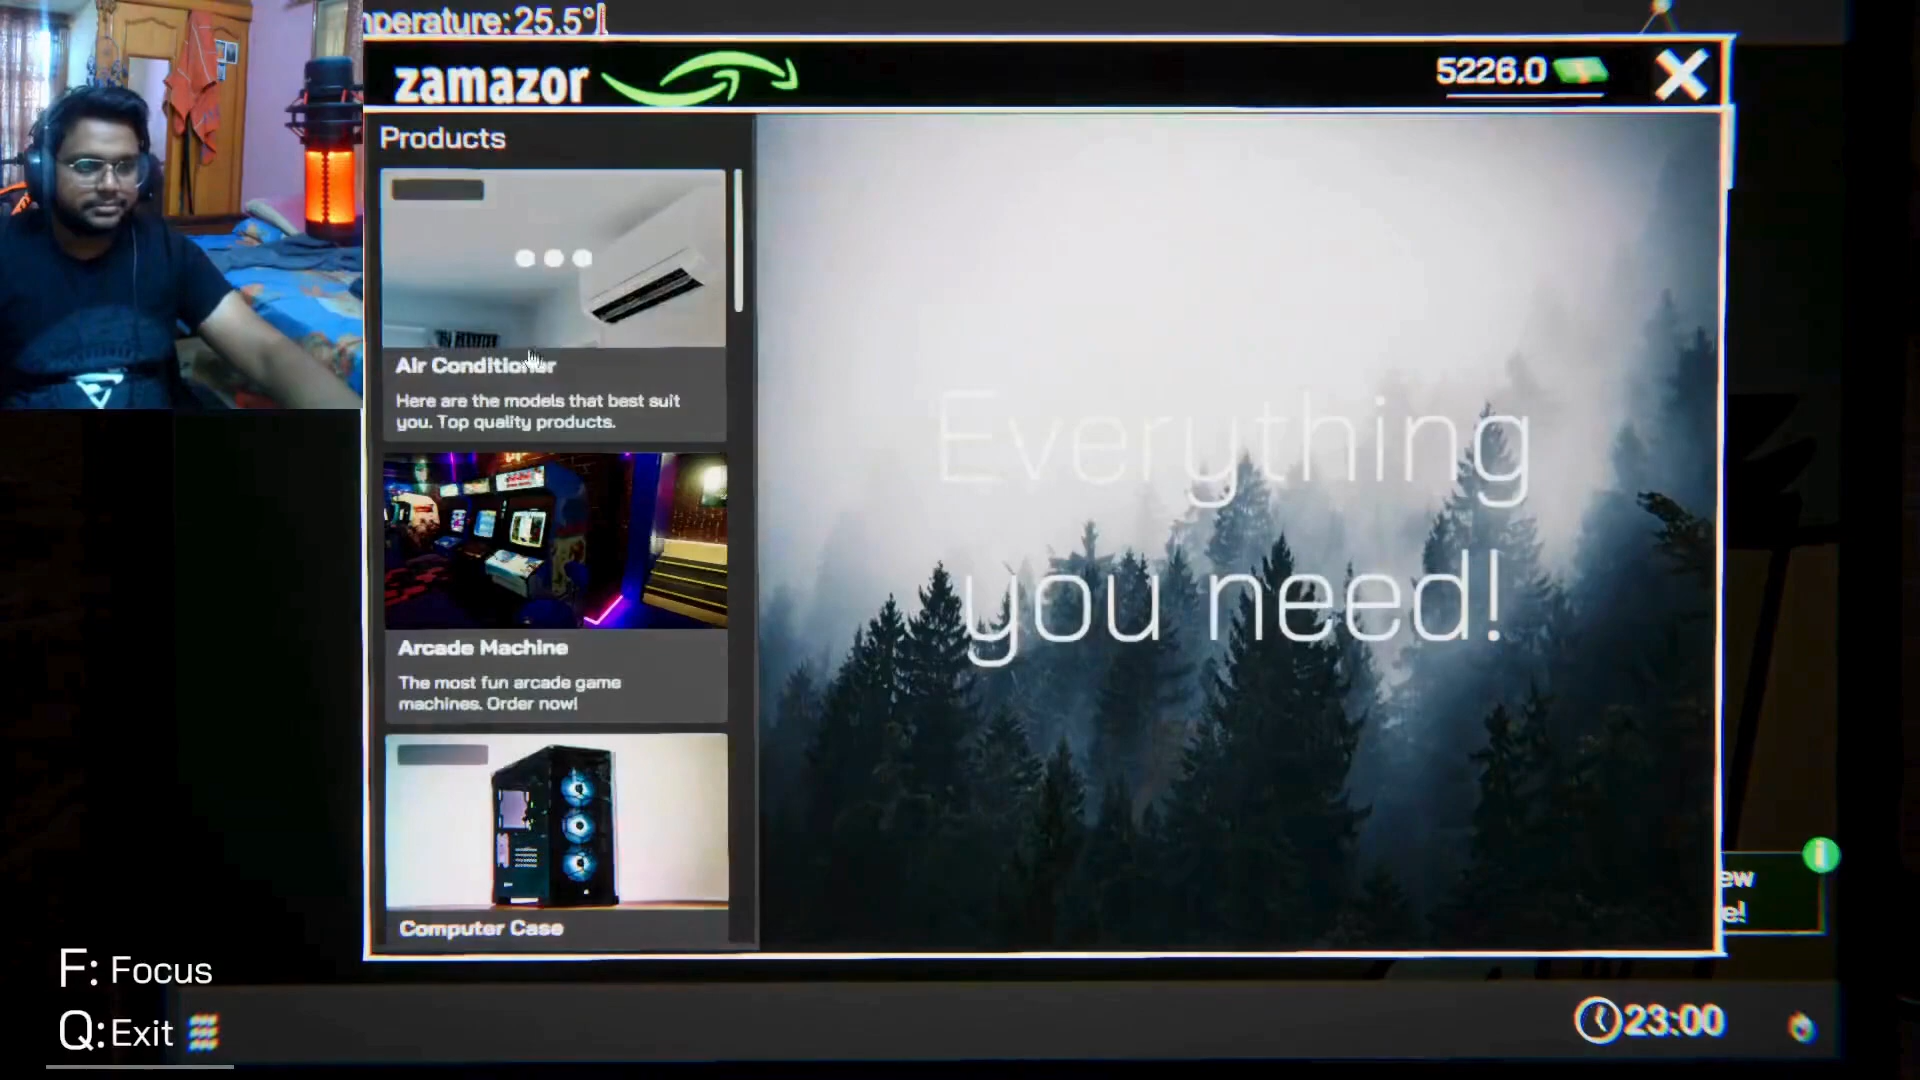 zamazor
5226.0
Products
Air Conditioner
Here are the models that best suit
you. Top quality products.
Arcade Machine
The most fun arcade game
machines. Order now!
Computer Case
Everything
you need!
F: Focus
Q: Exit
23:00